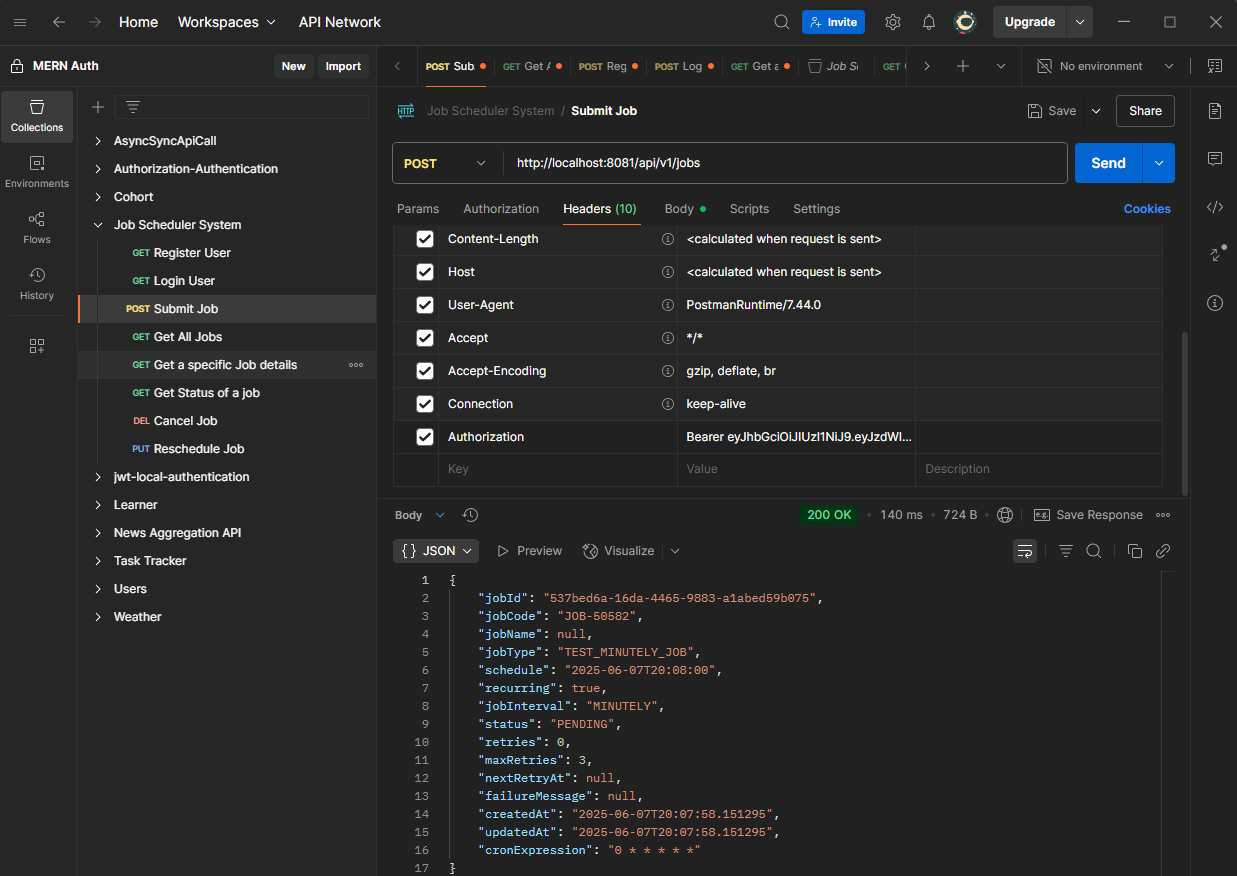 Home Workspaces API Network Invite Upgrade
MERN Auth New Import
POST Sub GET Get POST Reg POST Log GET Get a Job S GET No environment
Collections
Environments
Flows
History
AsyncSyncApiCall
Authorization-Authentication
Cohort
Job Scheduler System
GET Register User
GET Login User
POST Submit Job
GET Get All Jobs
GET Get a specific Job details
GET Get Status of a job
DEL Cancel Job
PUT Reschedule Job
jwt-local-authentication
Learner
News Aggregation API
Task Tracker
Users
Weather
HTTP Job Scheduler System / Submit Job Save Share
POST http://localhost:8081/api/v1/jobs Send
Params Authorization Headers (10) Body Scripts Settings Cookies
Content-Length <calculated when request is sent>
Host <calculated when request is sent>
User-Agent PostmanRuntime/7.44.0
Accept */*
Accept-Encoding gzip, deflate, br
Connection keep-alive
Authorization Bearer eyJhbGciOiJIUzI1NiJ9.eyJzdWI...
Key Value Description
Body 200 OK 140 ms 724 B e.g. Save Response
{} JSON Preview Visualize
1 {
2 "jobId": "537bed6a-16da-4465-9883-a1abed59b075",
3 "jobCode": "JOB-50582",
4 "jobName": null,
5 "jobType": "TEST_MINUTELY_JOB",
6 "schedule": "2025-06-07T20:08:00",
7 "recurring": true,
8 "jobInterval": "MINUTELY",
9 "status": "PENDING",
10 "retries": 0,
11 "maxRetries": 3,
12 "nextRetryAt": null,
13 "failureMessage": null,
14 "createdAt": "2025-06-07T20:07:58.151295",
15 "updatedAt": "2025-06-07T20:07:58.151295",
16 "cronExpression": "0 * * * * *"
17 }